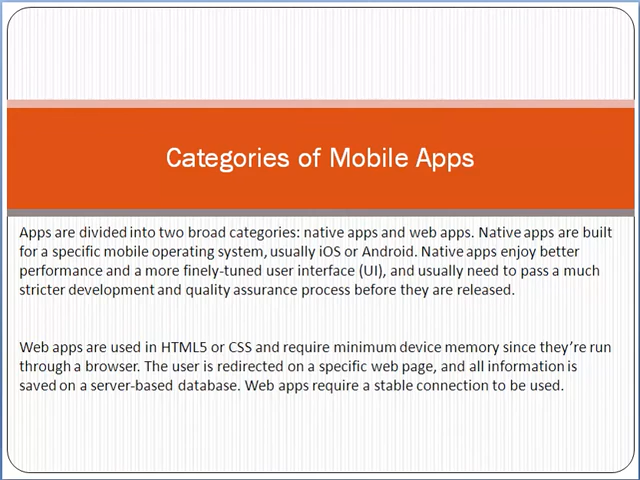 Categories of Mobile Apps
Apps are divided into two broad categories: native apps and web apps. Native apps are built
for a specific mobile operating system, usually iOS or Android. Native apps enjoy better
performance and a more finely-tuned user interface (UI), and usually need to pass a much
stricter development and quality assurance process before they are released.
Web apps are used in HTML5 or CSS and require minimum device memory since they’re run
through a browser. The user is redirected on a specific web page, and all information is
saved on a server-based database. Web apps require a stable connection to be used.